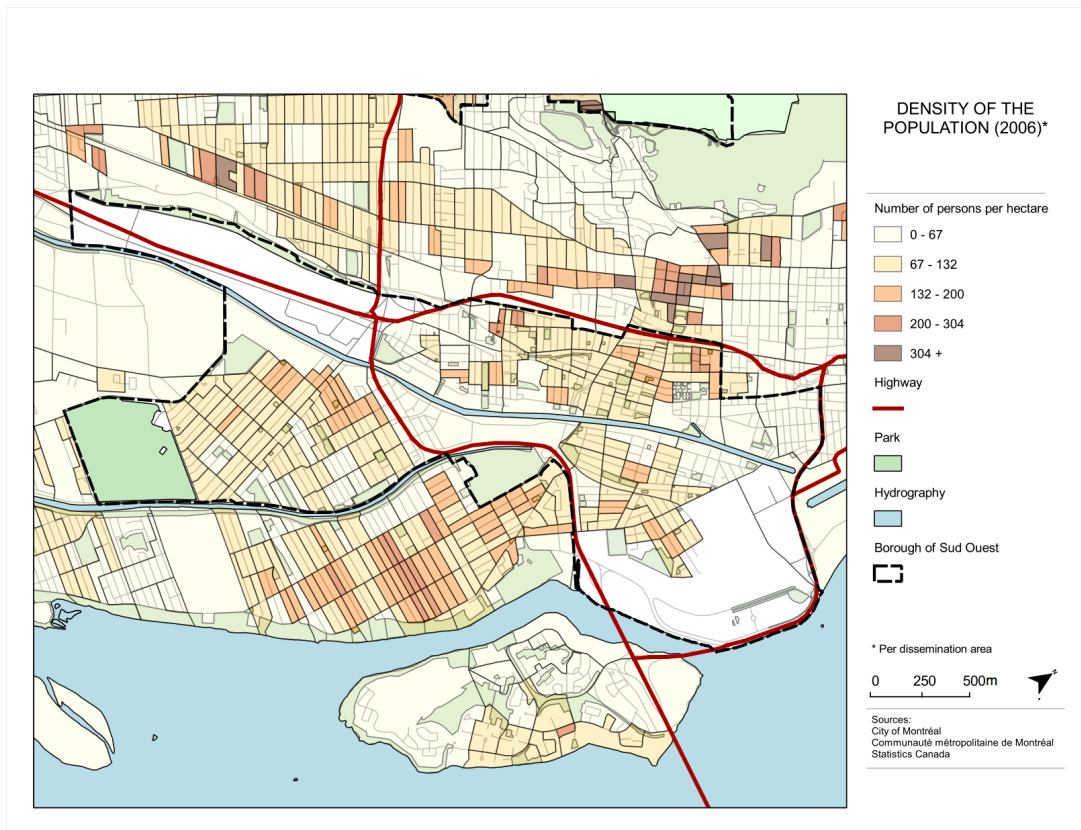 DENSITY OF THE
POPULATION (2006)*
Number of persons per hectare
0 - 67
67 - 132
132 - 200
200 - 304
304 +
Highway
Park
Hydrography
Borough of Sud Ouest
* Per dissemination area
0 250 500m
N
Sources:
City of Montréal
Communauté métropolitaine de Montréal
Statistics Canada